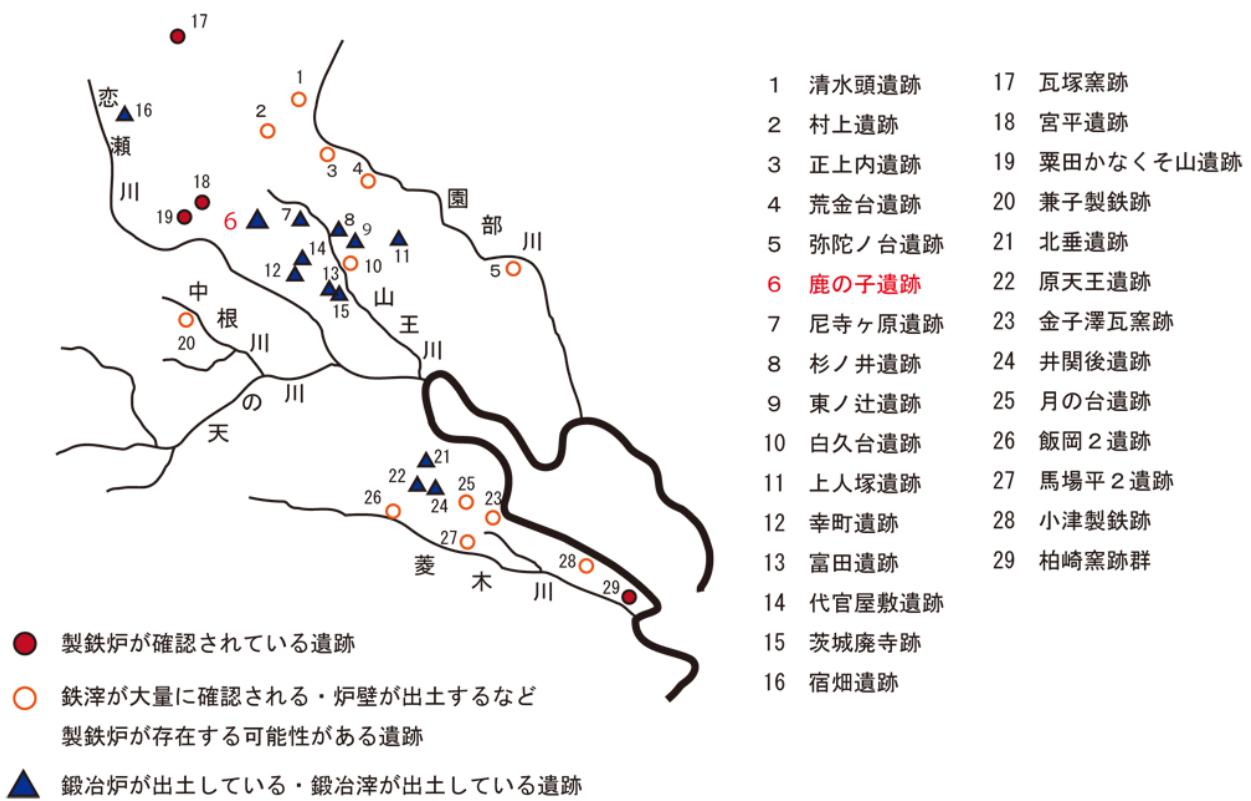 17
1
恋
16
2
瀬
3
4
川
18
園
19
6
7
8
部
9
14
11
川
12
13
10
5
中
15
山
根
王
20
川
川
の
川
天
21
22
24
25
23
26
27
28
菱
木
川
29
製鉄炉が確認されている遺跡
鉄滓が大量に確認される・炉壁が出土するなど
製鉄炉が存在する可能性がある遺跡
鍛冶炉が出土している・鍛冶滓が出土している遺跡
1 清水頭遺跡
2 村上遺跡
3 正上内遺跡
4 荒金台遺跡
5 弥陀ノ台遺跡
6 鹿の子遺跡
7 尼寺ヶ原遺跡
8 杉ノ井遺跡
9 東ノ辻遺跡
10 白久台遺跡
11 上人塚遺跡
12 幸町遺跡
13 富田遺跡
14 代官屋敷遺跡
15 茨城廃寺跡
16 宿畑遺跡
17 瓦塚窯跡
18 宮平遺跡
19 粟田かなくそ山遺跡
20 兼子製鉄跡
21 北垂遺跡
22 原天王遺跡
23 金子澤瓦窯跡
24 井関後遺跡
25 月の台遺跡
26 飯岡２遺跡
27 馬場平２遺跡
28 小津製鉄跡
29 柏崎窯跡群